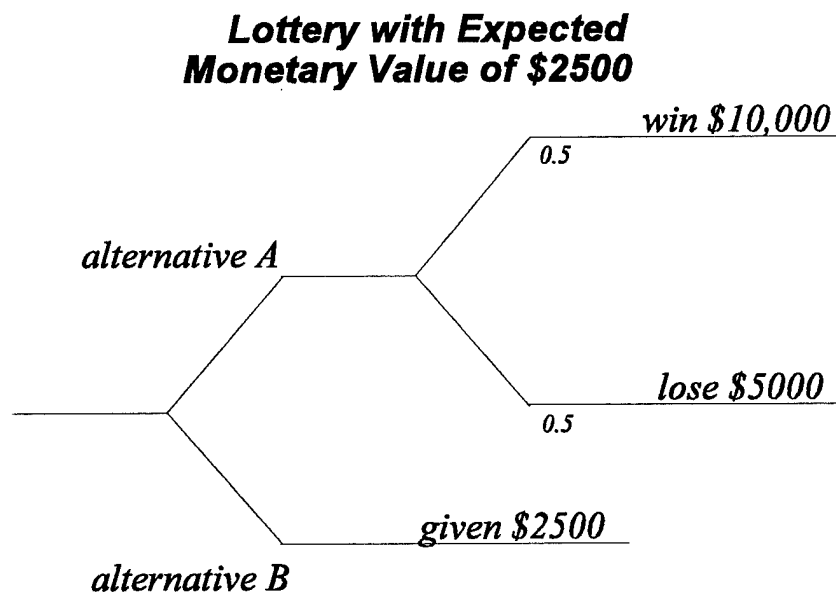 Lottery with Expected
Monetary Value of $2500
win $10,000
0.5
alternative A
lose $5000
0.5
given $2500
alternative B